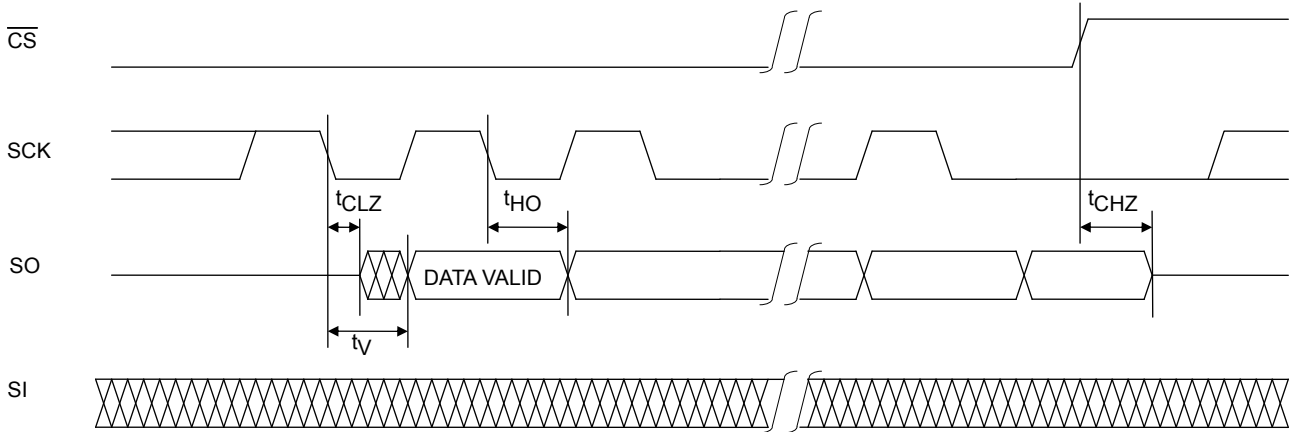 CS
SCK
tCLZ
tHO
tCHZ
SO
DATA VALID
tV
SI